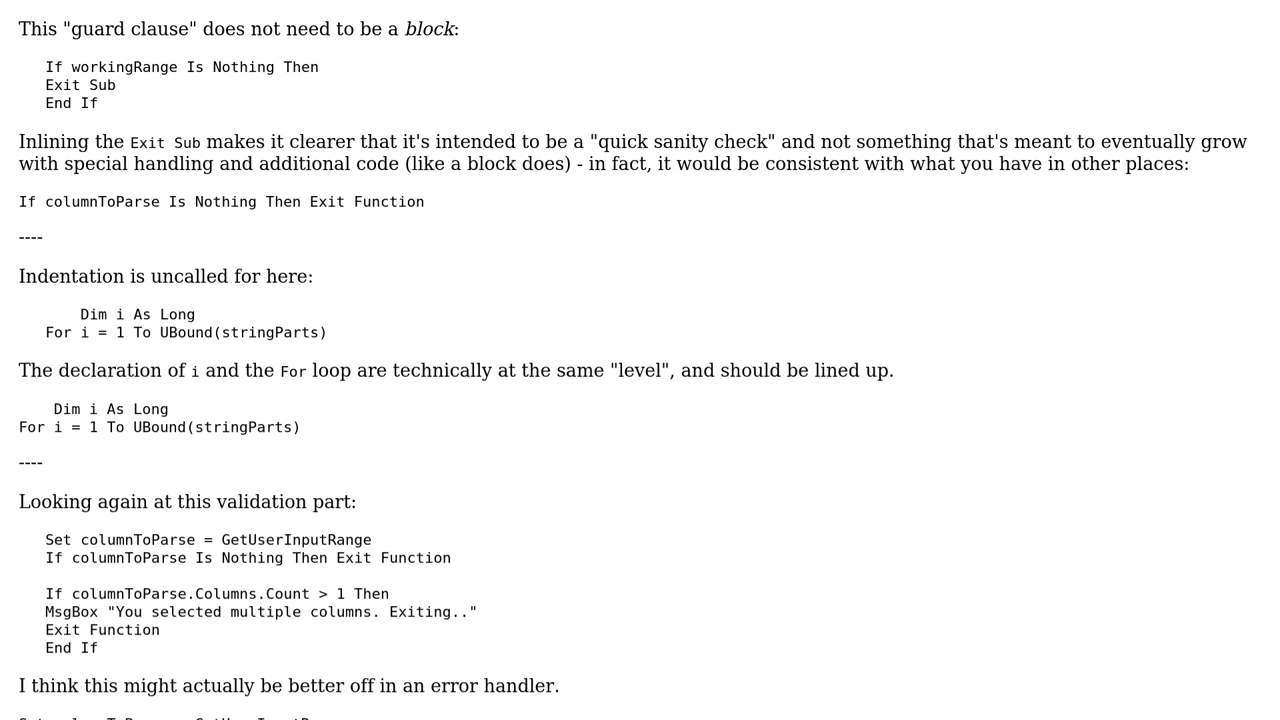 This "guard clause" does not need to be a block:
If workingRange Is Nothing Then
Exit Sub
End If
Inlining the Exit Sub makes it clearer that it's intended to be a "quick sanity check" and not something that's meant to eventually grow
with special handling and additional code (like a block does) - in fact, it would be consistent with what you have in other places:
If columnToParse Is Nothing Then Exit Function
----
Indentation is uncalled for here:
Dim i As Long
For i = 1 To UBound(stringParts)
The declaration of i and the For loop are technically at the same "level", and should be lined up.
Dim i As Long
For i = 1 To UBound(stringParts)
----
Looking again at this validation part:
Set columnToParse = GetUserInputRange
If columnToParse Is Nothing Then Exit Function
If columnToParse.Columns.Count > 1 Then
MsgBox "You selected multiple columns. Exiting.."
Exit Function
End If
I think this might actually be better off in an error handler.